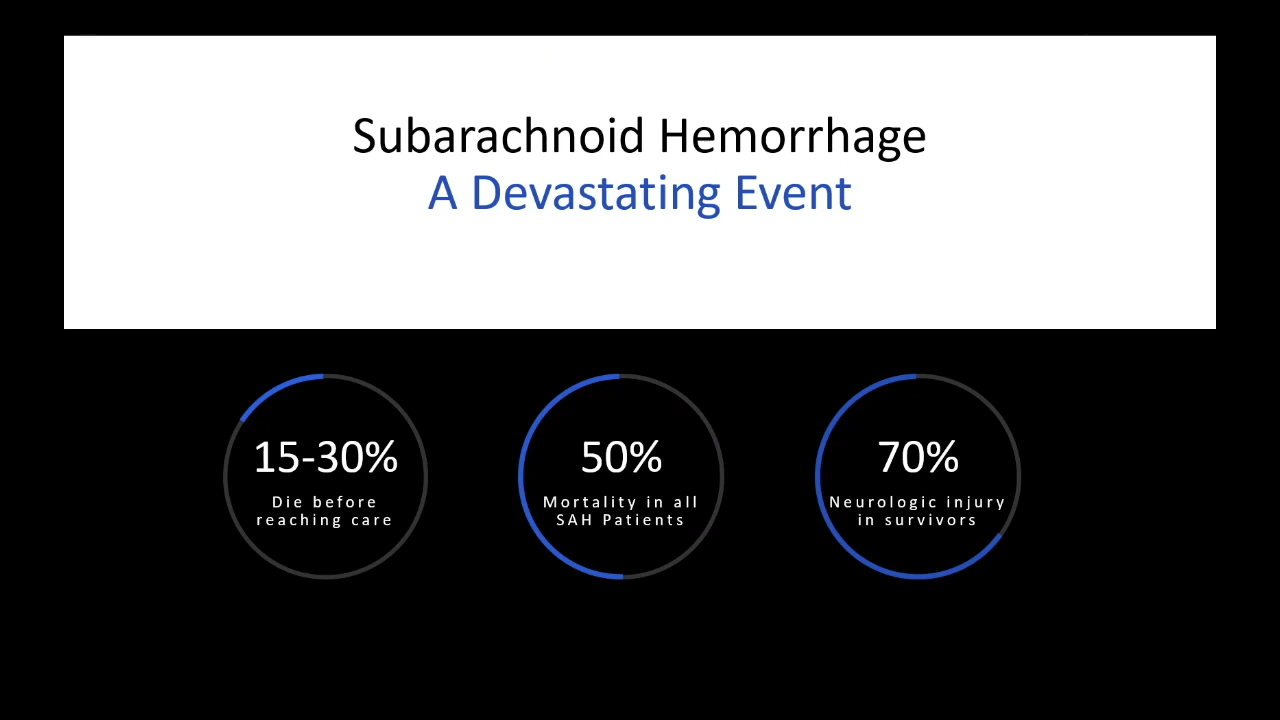 Subarachnoid Hemorrhage
A Devastating Event
15-30%
Die before
reaching care
50%
Mortality in all
SAH Patients
70%
Neurologic injury
in survivors